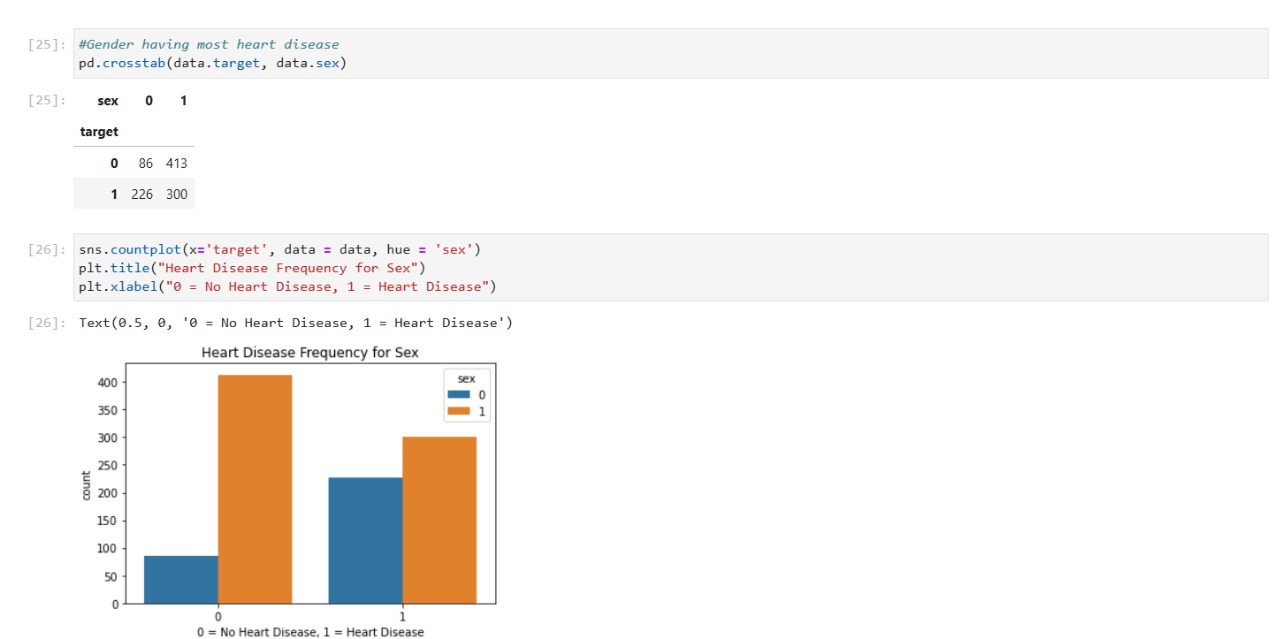 [25]: #Gender having most heart disease
pd.crosstab(data.target, data.sex)
[25]: sex 0 1
target
0 86 413
1 226 300
[26]: sns.countplot(x='target', data = data, hue = 'sex')
plt.title("Heart Disease Frequency for Sex")
plt.xlabel("0 = No Heart Disease, 1 = Heart Disease")
[26]: Text(0.5, 0, '0 = No Heart Disease, 1 = Heart Disease')
Heart Disease Frequency for Sex
sex
0
1
400
350
300
250
200
150
100
50
0
count
0 1
0 = No Heart Disease, 1 = Heart Disease